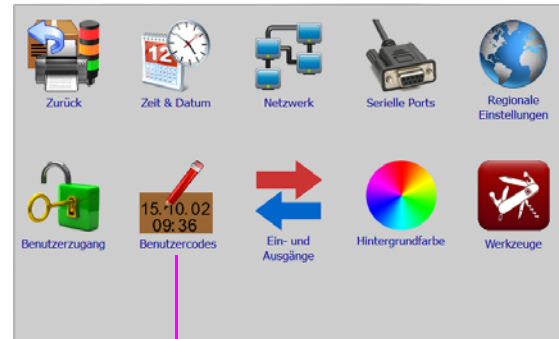 12
Zurück
Zeit & Datum
Netzwerk
Serielle Ports
Regionale
Einstellungen
15.10.02
09:36
Benutzerzugang
Benutzercodes
Ein- und
Ausgänge
Hintergrundfarbe
Werkzeuge